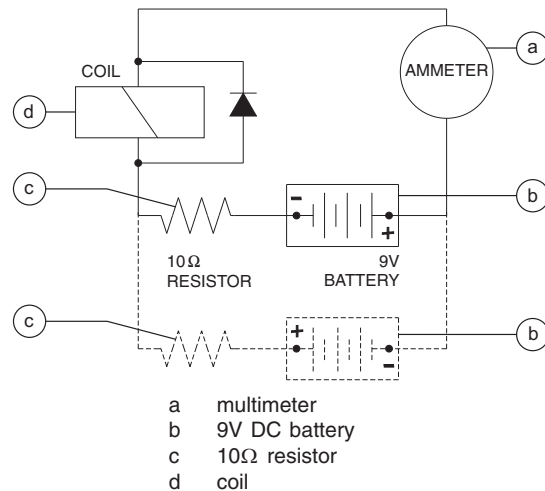 a
COIL
AMMETER
d
c
-
+
b
10Ω
RESISTOR
9V
BATTERY
c
+
-
b
a multimeter
b 9V DC battery
c 10Ω resistor
d coil